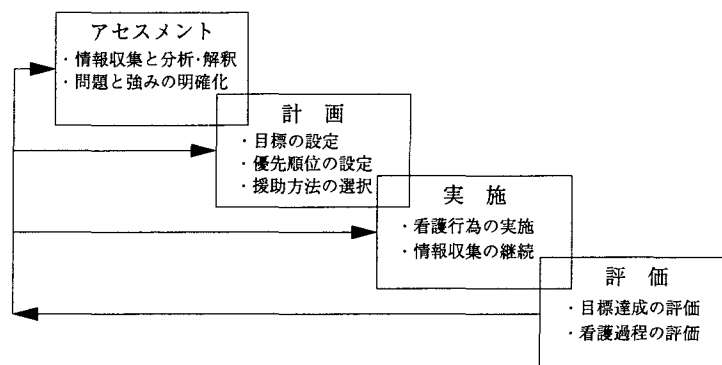 アセスメント
・情報収集と分析・解釈
・問題と強みの明確化
計　画
・目標の設定
・優先順位の設定
・援助方法の選択
実　施
・看護行為の実施
・情報収集の継続
評　価
・目標達成の評価
・看護過程の評価